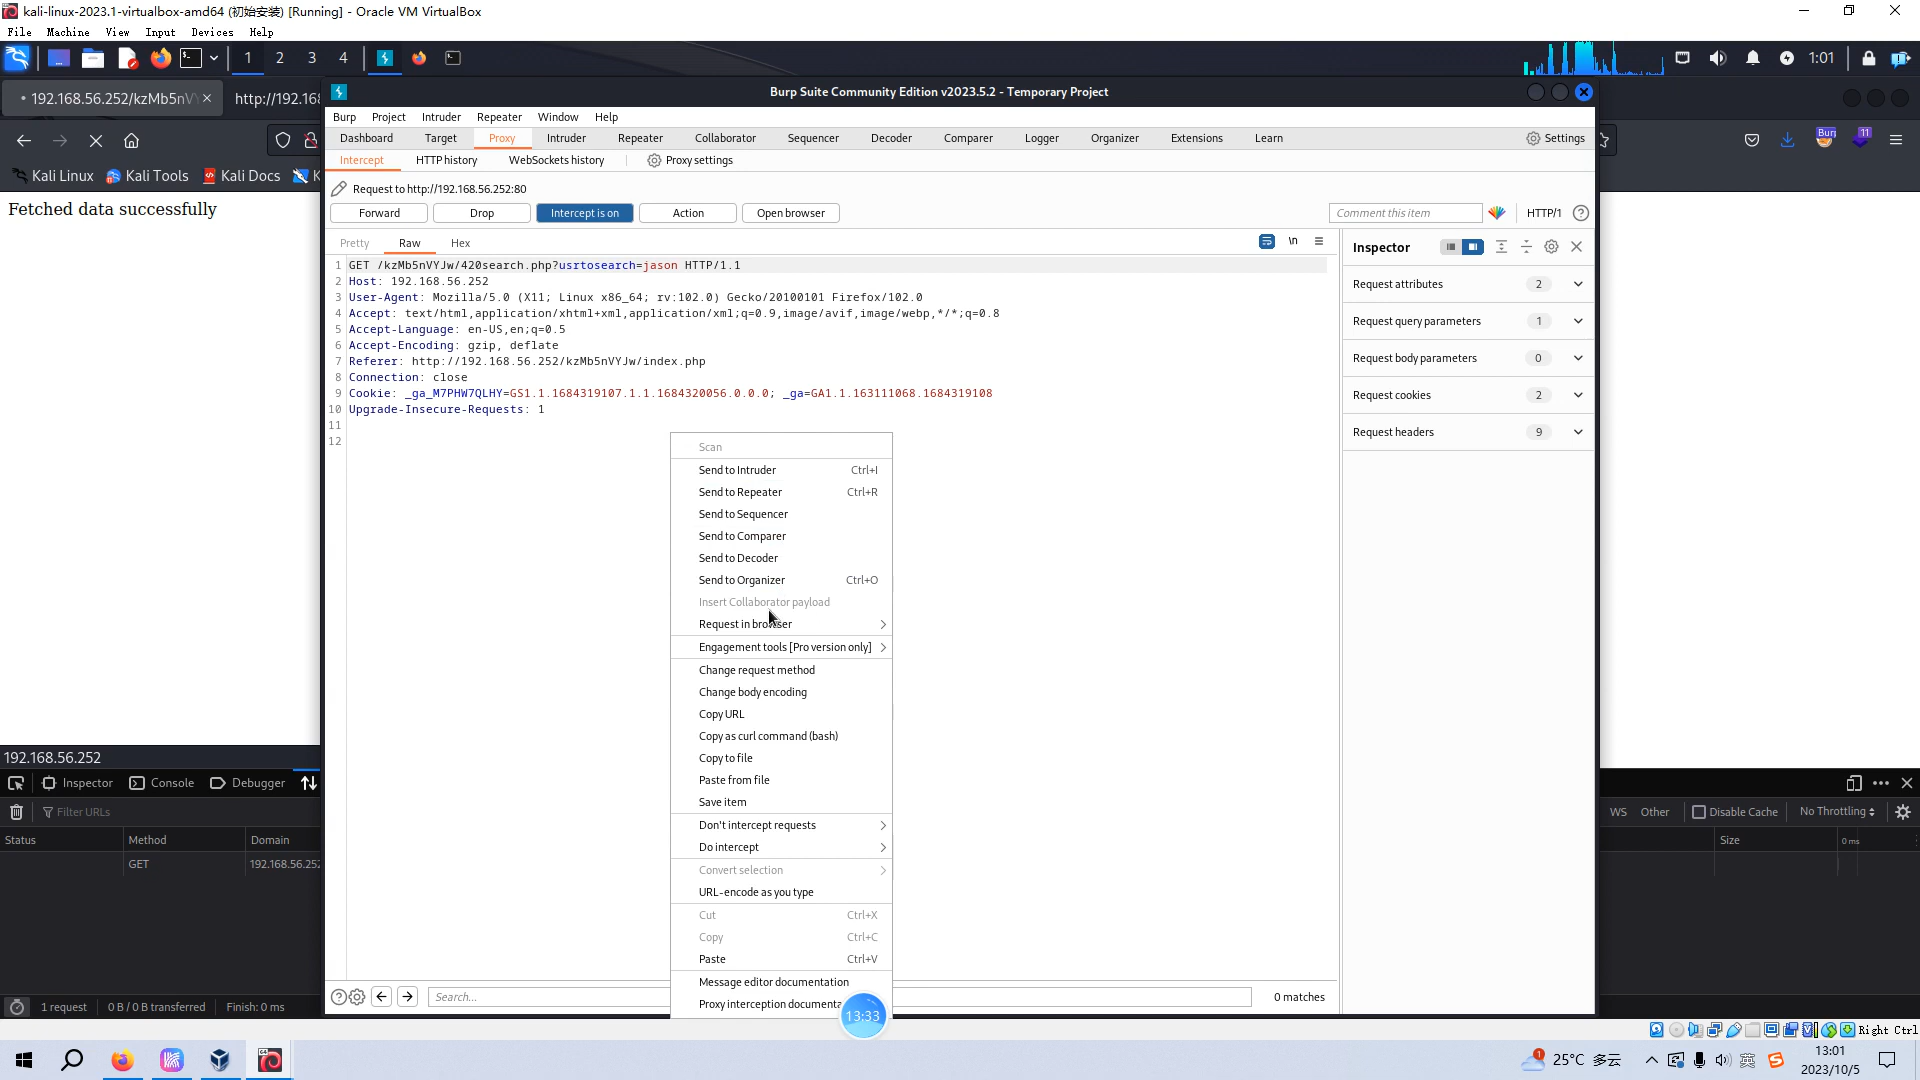 kali-linux-2023.1-virtualbox-amd64 (初始安装) [Running] - Oracle VM VirtualBox
File Machine View Input Devices Help
1 2 3 4 1:01
192.168.56.252/kzMb5nVY http://192.168
Burp Suite Community Edition v2023.5.2 - Temporary Project
Burp Project Intruder Repeater Window Help
Dashboard Target Proxy Intruder Repeater Collaborator Sequencer Decoder Comparer Logger Organizer Extensions Learn Settings
Burp 11
Intercept HTTP history WebSockets history Proxy settings
Kali Linux Kali Tools Kali Docs K
Request to http://192.168.56.252:80
Fetched data successfully
Forward Drop Intercept is on Action Open browser Comment this item HTTP/1 ?
Pretty Raw Hex \n
Inspector
1 GET /kzMb5nVYJw/420search.php?usrtosearch=jason HTTP/1.1
2 Host: 192.168.56.252
3 User-Agent: Mozilla/5.0 (X11; Linux x86_64; rv:102.0) Gecko/20100101 Firefox/102.0
4 Accept: text/html,application/xhtml+xml,application/xml;q=0.9,image/avif,image/webp,*/*;q=0.8
5 Accept-Language: en-US,en;q=0.5
6 Accept-Encoding: gzip, deflate
7 Referer: http://192.168.56.252/kzMb5nVYJw/index.php
8 Connection: close
9 Cookie: _ga_M7PHW7QLHY=GS1.1.1684319107.1.1.1684320056.0.0.0; _ga=GA1.1.163111068.1684319108
10 Upgrade-Insecure-Requests: 1
11
12
Request attributes 2
Request query parameters 1
Request body parameters 0
Request cookies 2
Request headers 9
Scan
Send to Intruder Ctrl+I
Send to Repeater Ctrl+R
Send to Sequencer
Send to Comparer
Send to Decoder
Send to Organizer Ctrl+O
Insert Collaborator payload
Request in browser
Engagement tools [Pro version only]
Change request method
Change body encoding
Copy URL
Copy as curl command (bash)
Copy to file
Paste from file
Save item
Don't intercept requests
Do intercept
Convert selection
URL-encode as you type
Cut Ctrl+X
Copy Ctrl+C
Paste Ctrl+V
Message editor documentation
Proxy interception documenta
13:33
192.168.56.252
Inspector Console Debugger
Filter URLs
WS Other Disable Cache No Throttling
Status Method Domain Size 0 ms
GET 192.168.56.252
Search... 0 matches
1 request 0 B / 0 B transferred Finish: 0 ms
Right Ctrl
1 25°C 多云 英 13:01
2023/10/5